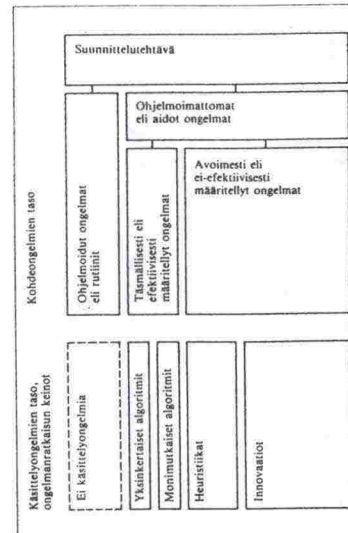 Suunnittelutehtävä
Kohdeongelmien taso
Ohjelmoidut ongelmat
eli rutiinit
Ohjelmoimattomat
eli aidot ongelmat
Täsmällisesti eli
efektiivisesti
määritellyt ongelmat
Avoimesti eli
ei-efektiivisesti
määritellyt ongelmat
Käsittelyongelmien taso,
ongelmanratkaisun keinot
Ei käsittelyongelmia
Yksinkertaiset algoritmit
Monimutkaiset algoritmit
Heuristiikat
Innovaatiot